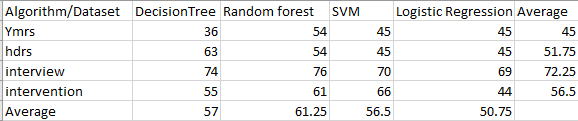 Algorithm/Dataset DecisionTree Random forest SVM Logistic Regression Average
Ymrs 36 54 45 45 45
hdrs 63 54 45 45 51.75
interview 74 76 70 69 72.25
intervention 55 61 66 44 56.5
Average 57 61.25 56.5 50.75